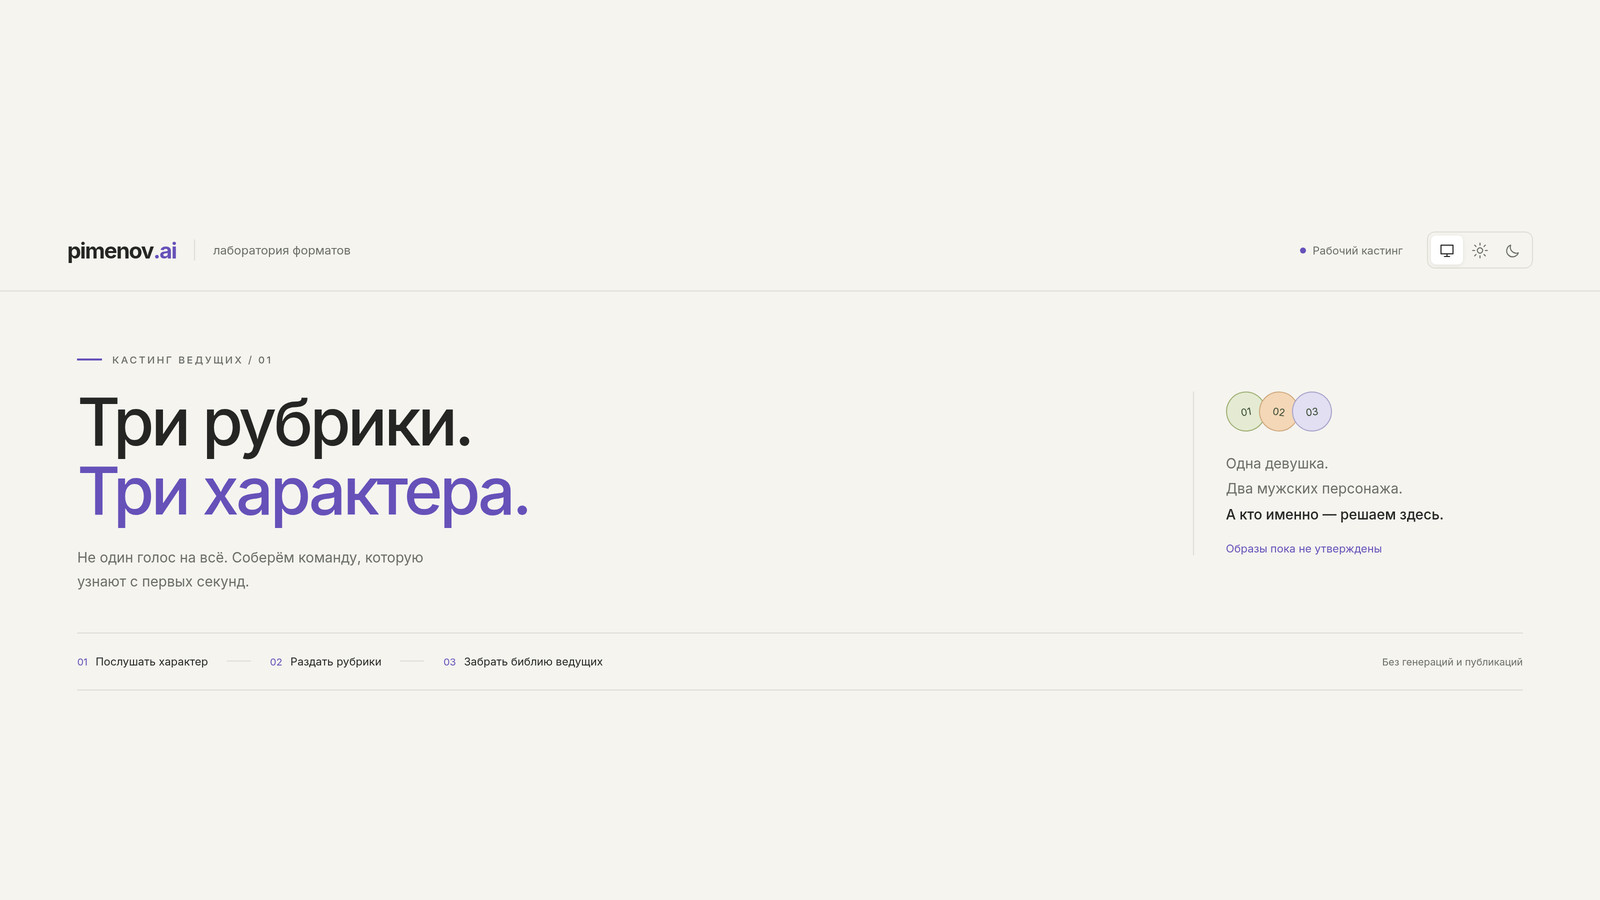 pimenov.ai
лаборатория форматов
Рабочий кастинг
КАСТИНГ ВЕДУЩИХ / 01
Три рубрики.
Три характера.
Не один голос на всё. Соберём команду, которую
узнают с первых секунд.
01 02 03
Одна девушка.
Два мужских персонажа.
А кто именно — решаем здесь.
Образы пока не утверждены
01 Послушать характер
02 Раздать рубрики
03 Забрать библию ведущих
Без генераций и публикаций